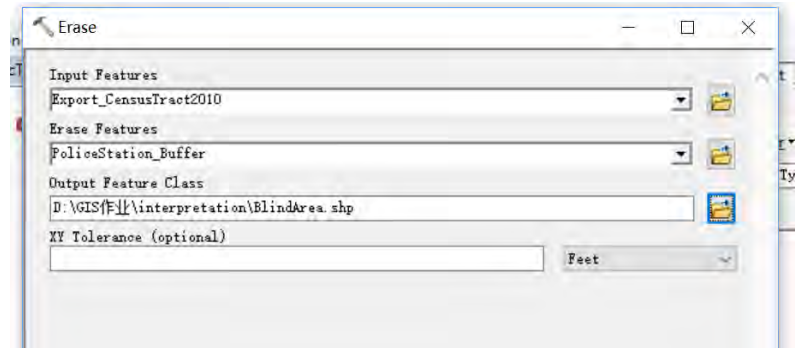 Erase
Input Features
Export_CensusTract2010
Erase Features
PoliceStation_Buffer
Output Feature Class
D:\GIS作业\interpretation\BlindArea.shp
XY Tolerance (optional)
Feet